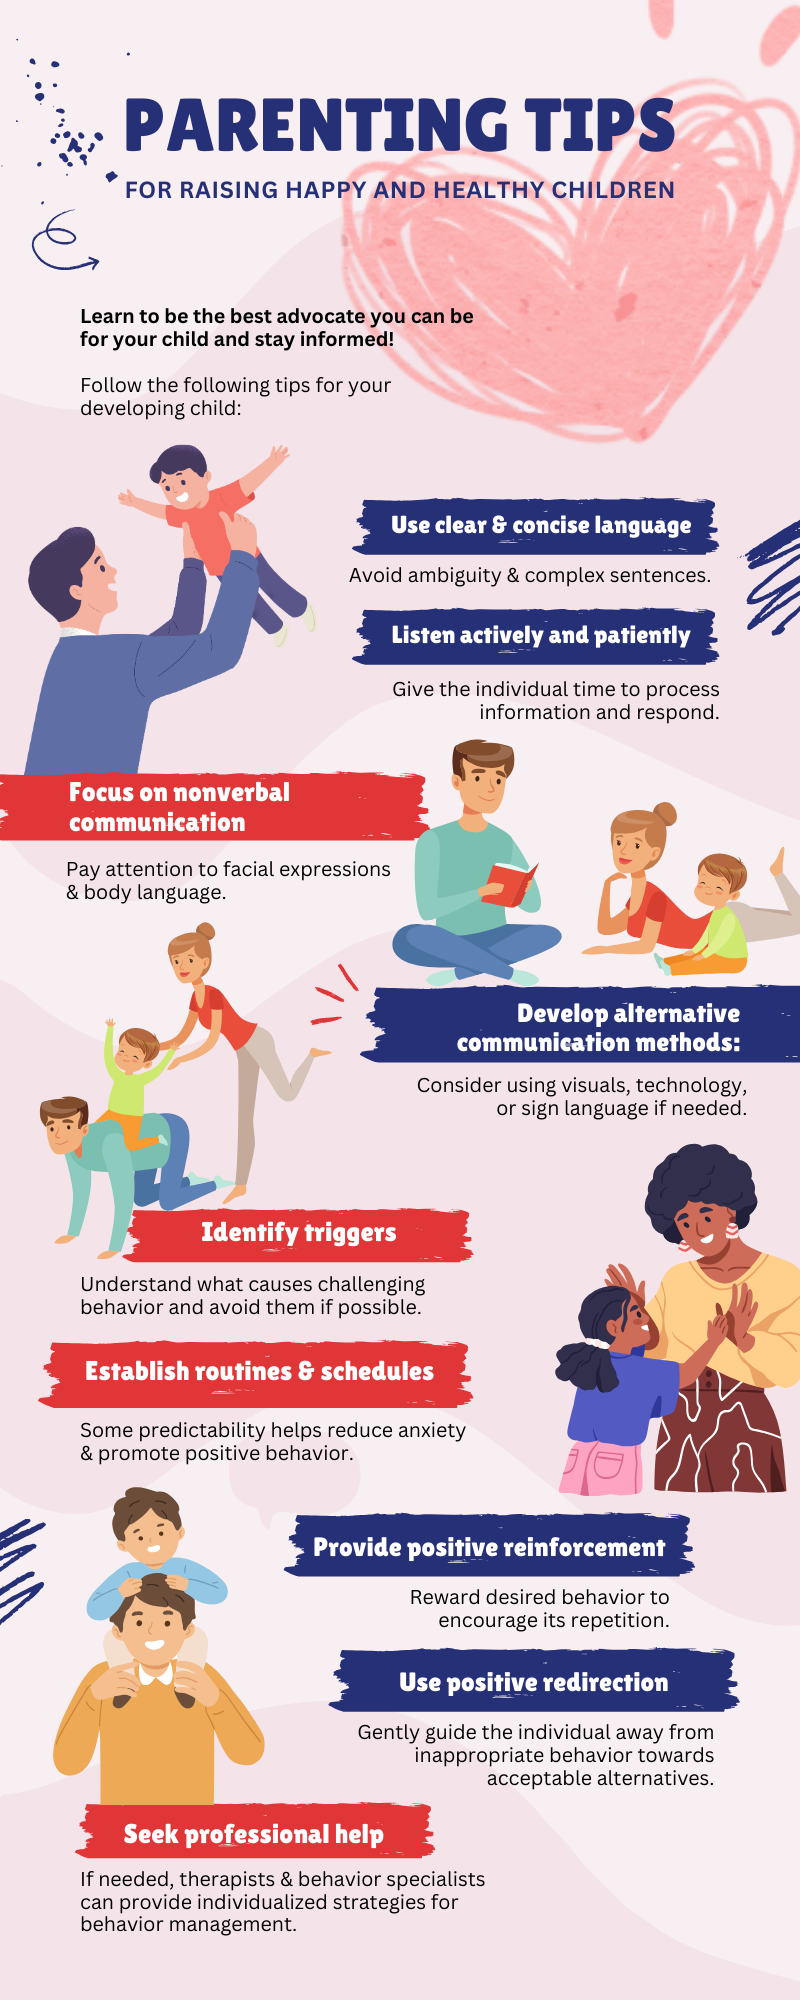 PARENTING TIPS
FOR RAISING HAPPY AND HEALTHY CHILDREN
Learn to be the best advocate you can be
for your child and stay informed!
Follow the following tips for your
developing child:
Use clear & concise language
Avoid ambiguity & complex sentences.
Listen actively and patiently
Give the individual time to process
information and respond.
Focus on nonverbal
communication
Pay attention to facial expressions
& body language.
Develop alternative
communication methods:
Consider using visuals, technology,
or sign language if needed.
Identify triggers
Understand what causes challenging
behavior and avoid them if possible.
Establish routines & schedules
Some predictability helps reduce anxiety
& promote positive behavior.
Provide positive reinforcement
Reward desired behavior to
encourage its repetition.
Use positive redirection
Gently guide the individual away from
inappropriate behavior towards
acceptable alternatives.
Seek professional help
If needed, therapists & behavior specialists
can provide individualized strategies for
behavior management.